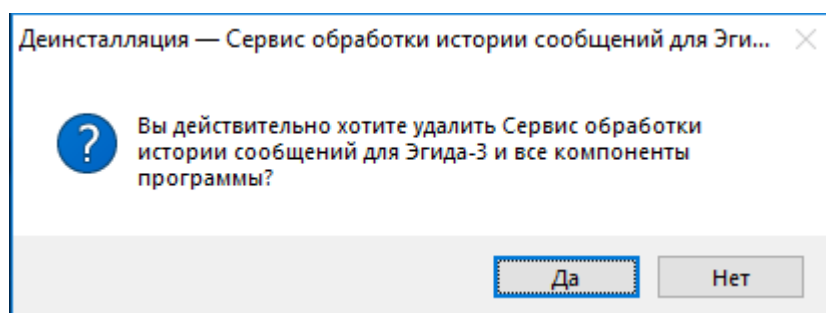 Деинсталляция — Сервис обработки истории сообщений для Эги...
Вы действительно хотите удалить Сервис обработки
истории сообщений для Эгида-3 и все компоненты
программы?
Да
Нет